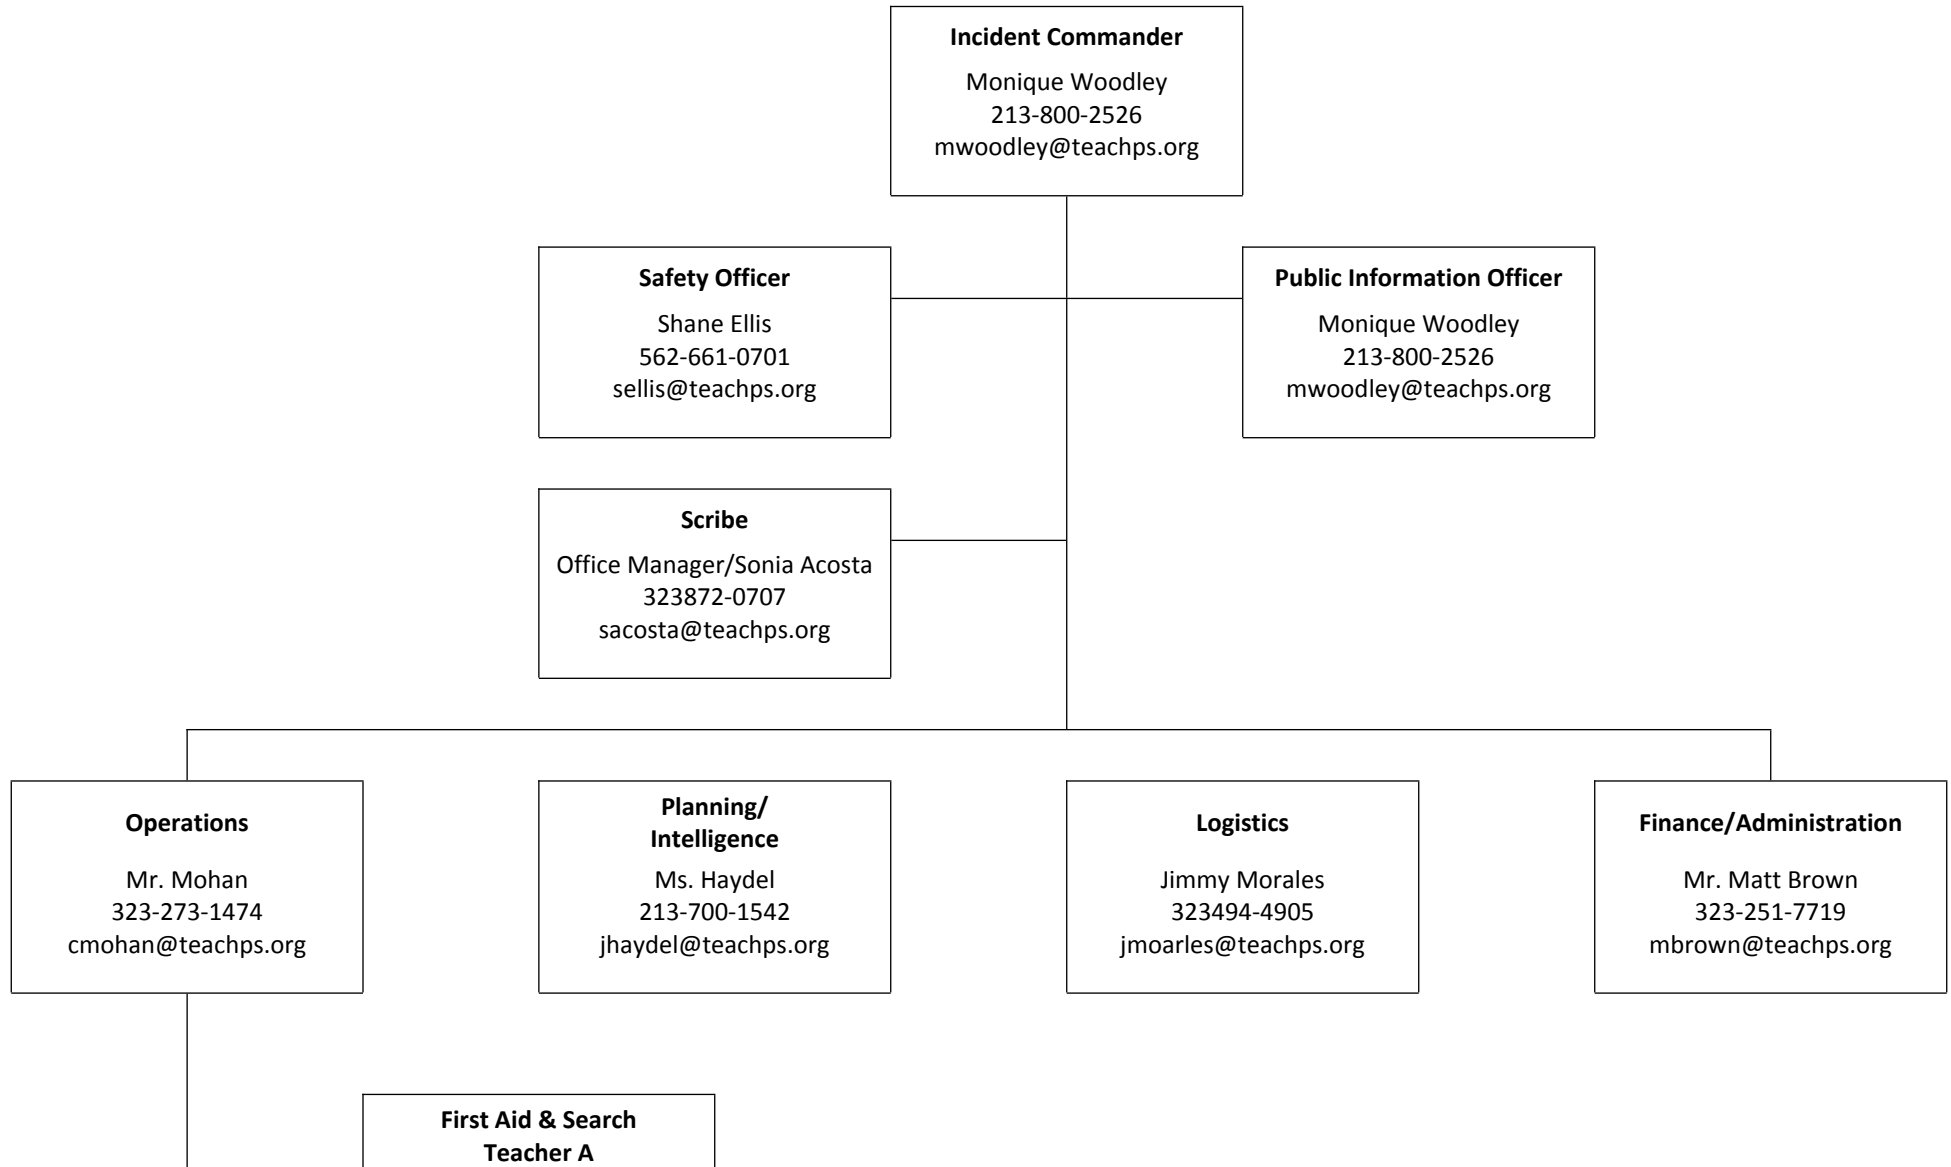 Incident Commander
Monique Woodley
213-800-2526
mwoodley@teachps.org
Safety Officer
Shane Ellis
562-661-0701
sellis@teachps.org
Public Information Officer
Monique Woodley
213-800-2526
mwoodley@teachps.org
Scribe
Office Manager/Sonia Acosta
323872-0707
sacosta@teachps.org
Operations
Mr. Mohan
323-273-1474
cmohan@teachps.org
Planning/
Intelligence
Ms. Haydel
213-700-1542
jhaydel@teachps.org
Logistics
Jimmy Morales
323494-4905
jmoarles@teachps.org
Finance/Administration
Mr. Matt Brown
323-251-7719
mbrown@teachps.org
First Aid & Search
Teacher A